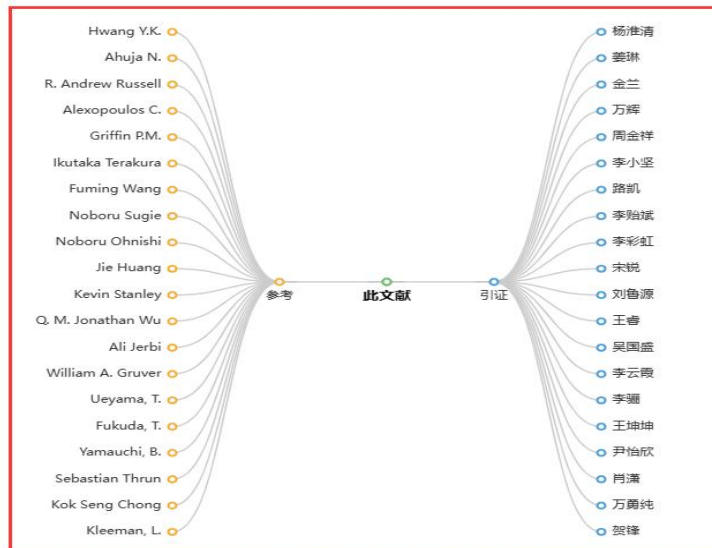 Hwang Y.K.
Ahuja N.
R. Andrew Russell
Alexopoulos C.
Griffin P.M.
Ikutaka Terakura
Fuming Wang
Noboru Sugie
Noboru Ohnishi
Jie Huang
Kevin Stanley
Q. M. Jonathan Wu
Ali Jerbi
William A. Gruver
Ueyama, T.
Fukuda, T.
Yamauchi, B.
Sebastian Thrun
Kok Seng Chong
Kleeman, L.
参考
此文献
引证
杨淮清
姜琳
金兰
万辉
周金祥
李小坚
路凯
李贻斌
李彩虹
宋锐
刘鲁源
王睿
吴国盛
李云霞
李骊
王坤坤
尹怡欣
肖潇
万勇纯
贺锋